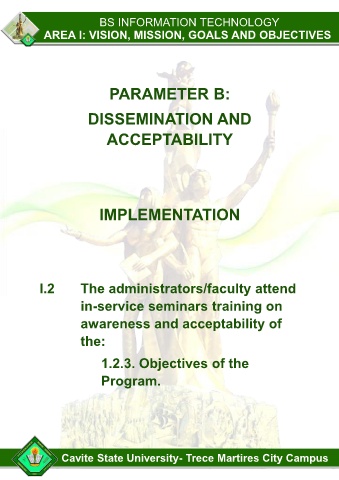 BS INFORMATION TECHNOLOGY
AREA I: VISION, MISSION, GOALS AND OBJECTIVES
PARAMETER B:
DISSEMINATION AND
ACCEPTABILITY
IMPLEMENTATION
I.2 The administrators/faculty attend
in-service seminars training on
awareness and acceptability of
the:
1.2.3. Objectives of the
Program.
Cavite State University- Trece Martires City Campus